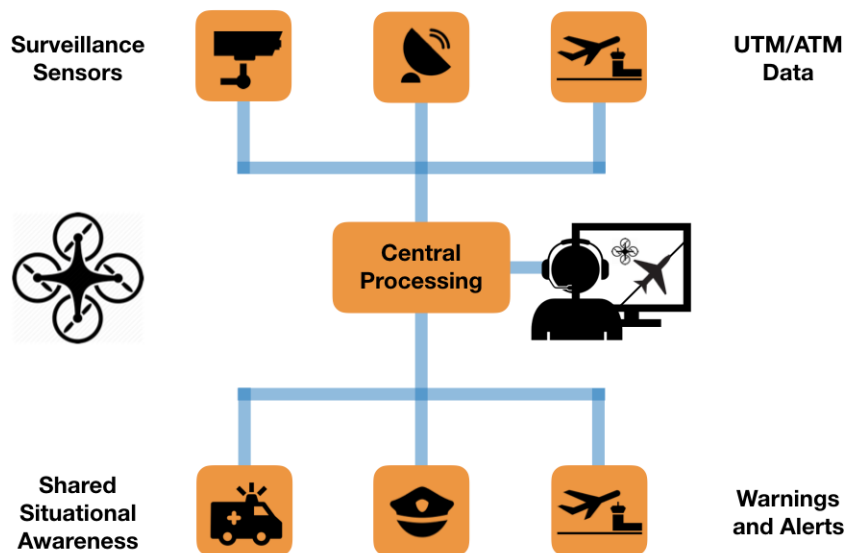 Surveillance
Sensors
UTM/ATM
Data
Central
Processing
Shared
Situational
Awareness
Warnings
and Alerts